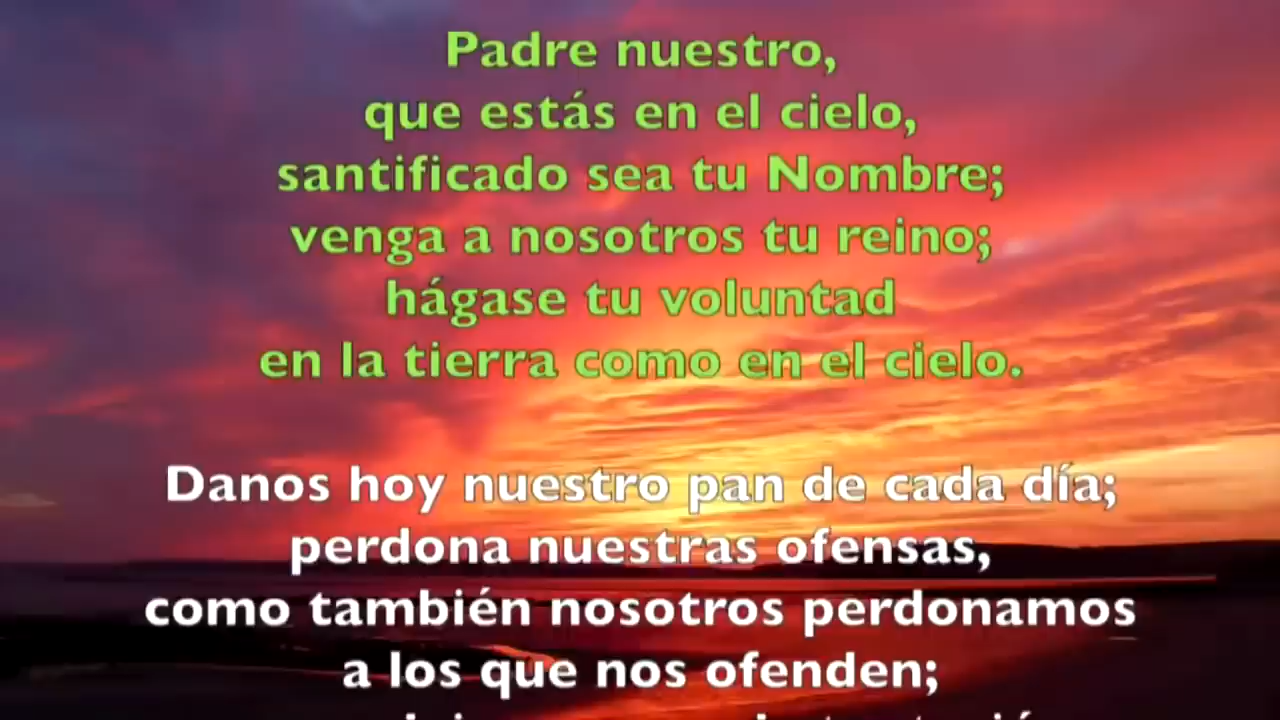 Padre nuestro,
que estás en el cielo,
santificado sea tu Nombre;
venga a nosotros tu reino;
hágase tu voluntad
en la tierra como en el cielo.
Danos hoy nuestro pan de cada día;
perdona nuestras ofensas,
como también nosotros perdonamos
a los que nos ofenden;